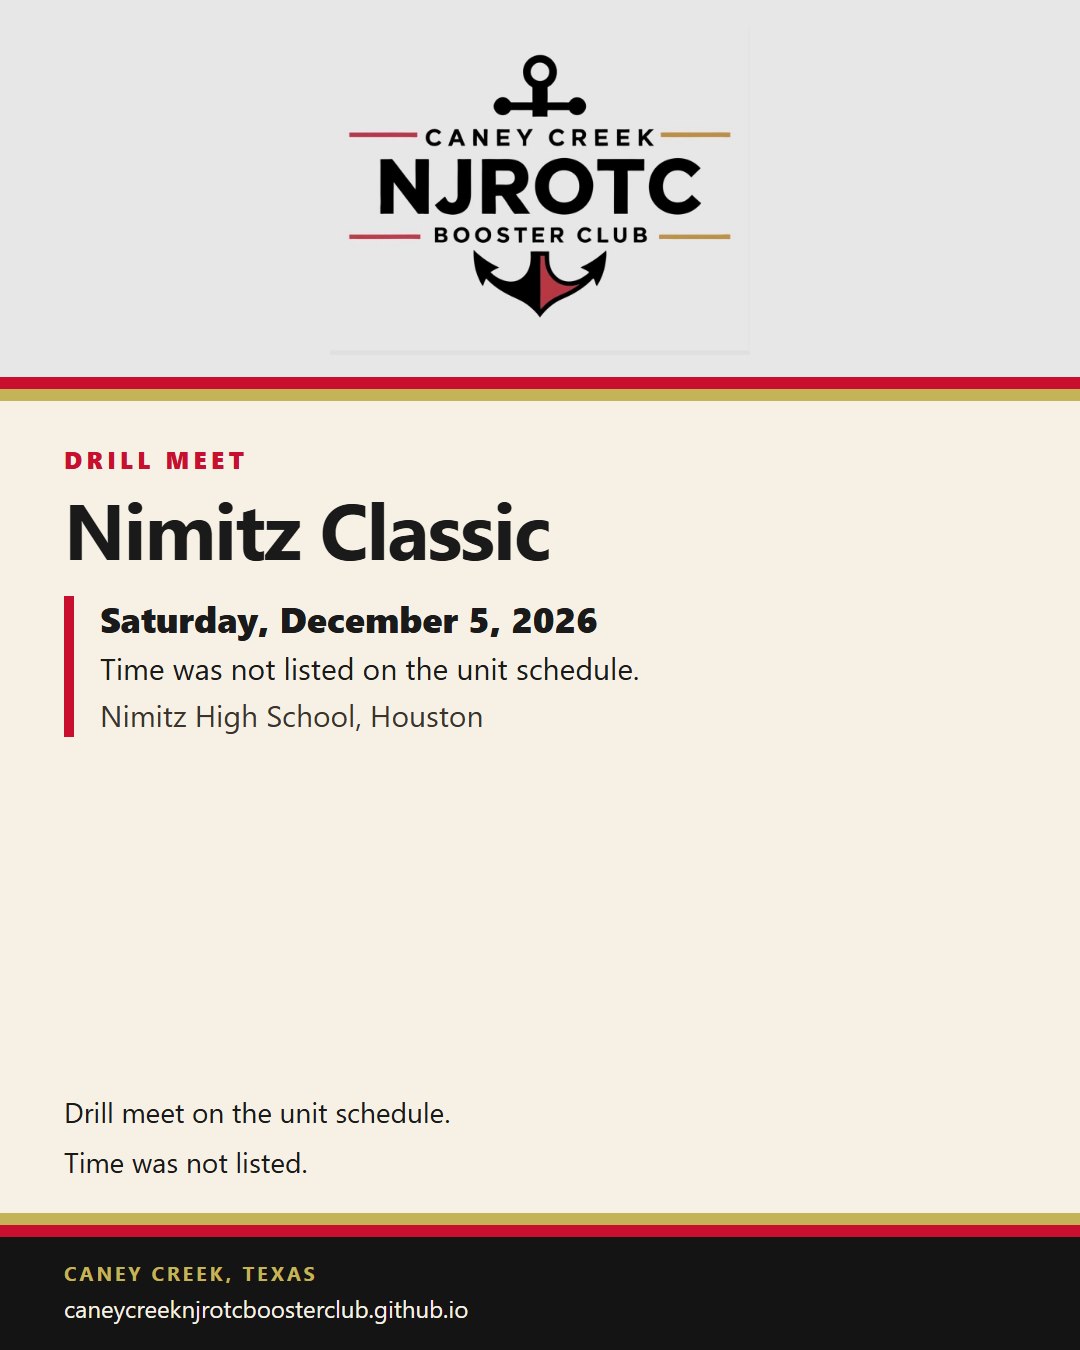 CANEY CREEK
NJROTC
BOOSTER CLUB
DRILL MEET
Nimitz Classic
Saturday, December 5, 2026
Time was not listed on the unit schedule.
Nimitz High School, Houston
Drill meet on the unit schedule.
Time was not listed.
CANEY CREEK, TEXAS
caneycreeknjrotcboosterclub.github.io